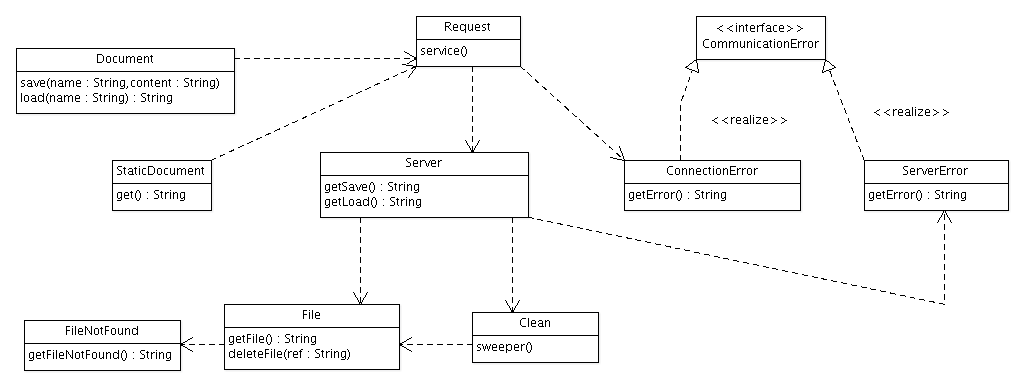 Request
service()
<<interface>>
CommunicationError
Document
save(name : String,content : String)
load(name : String) : String
<<realize>>
<<realize>>
StaticDocument
get() : String
Server
getSave() : String
getLoad() : String
ConnectionError
getError() : String
ServerError
getError() : String
File
getFile() : String
deleteFile(ref : String)
Clean
sweeper()
FileNotFound
getFileNotFound() : String